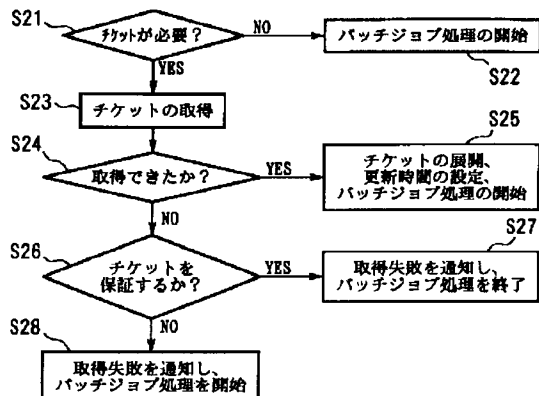 S21
チケットが必要?
NO
バッチジョブ処理の開始
S22
YES
S23
チケットの取得
S24
取得できたか?
YES
S25
チケットの展開、
更新時間の設定、
バッチジョブ処理の開始
NO
S26
チケットを
保証するか?
YES
S27
取得失敗を通知し、
バッチジョブ処理を終了
NO
S28
取得失敗を通知し、
バッチジョブ処理を開始